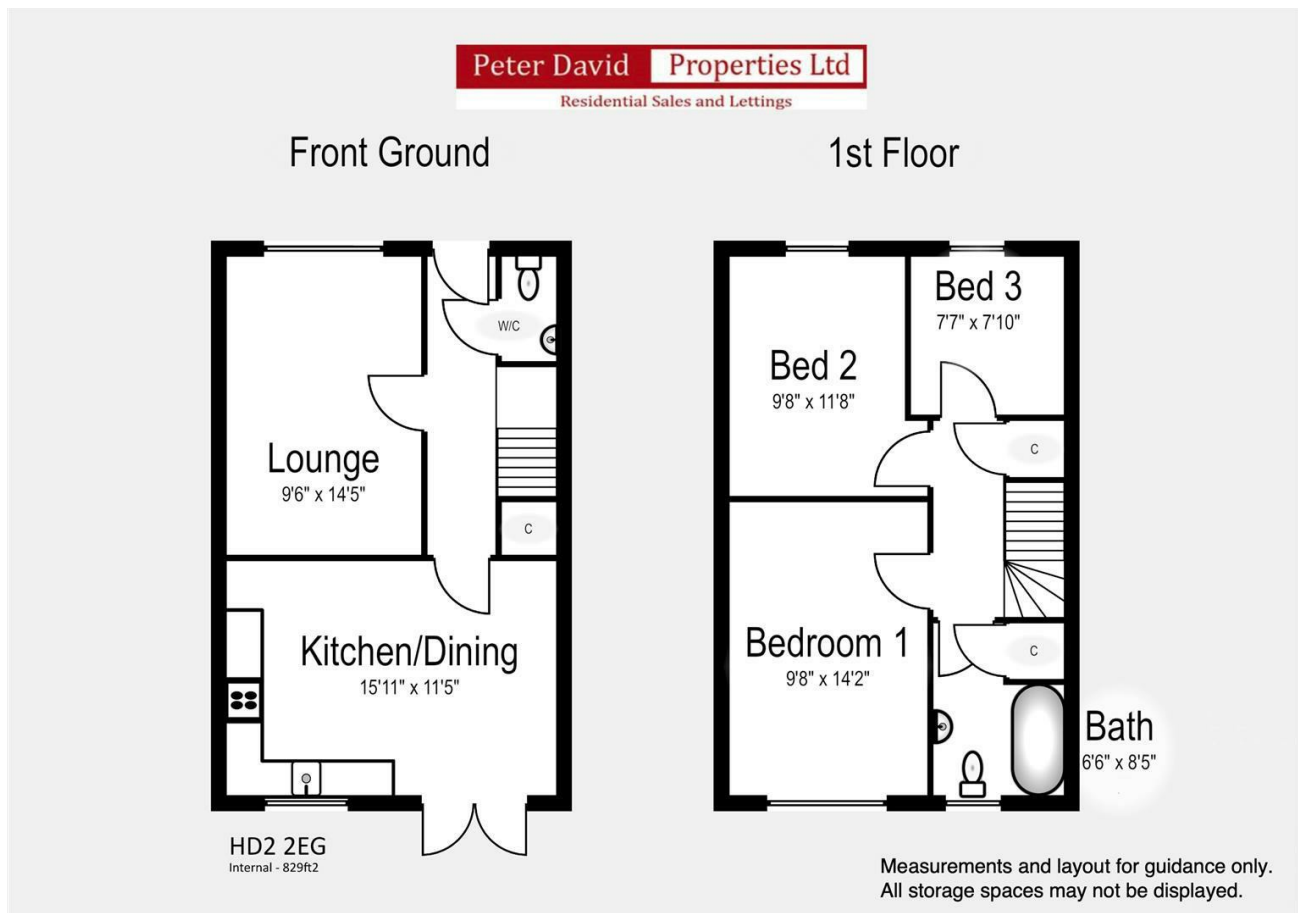 Peter David Properties Ltd
Residential Sales and Lettings
Front Ground
1st Floor
W/C
Lounge
9'6" x 14'5"
C
Kitchen/Dining
15'11" x 11'5"
Bed 3
7'7" x 7'10"
Bed 2
9'8" x 11'8"
C
Bedroom 1
9'8" x 14'2"
C
Bath
6'6" x 8'5"
HD2 2EG
Internal - 829ft2
Measurements and layout for guidance only.
All storage spaces may not be displayed.